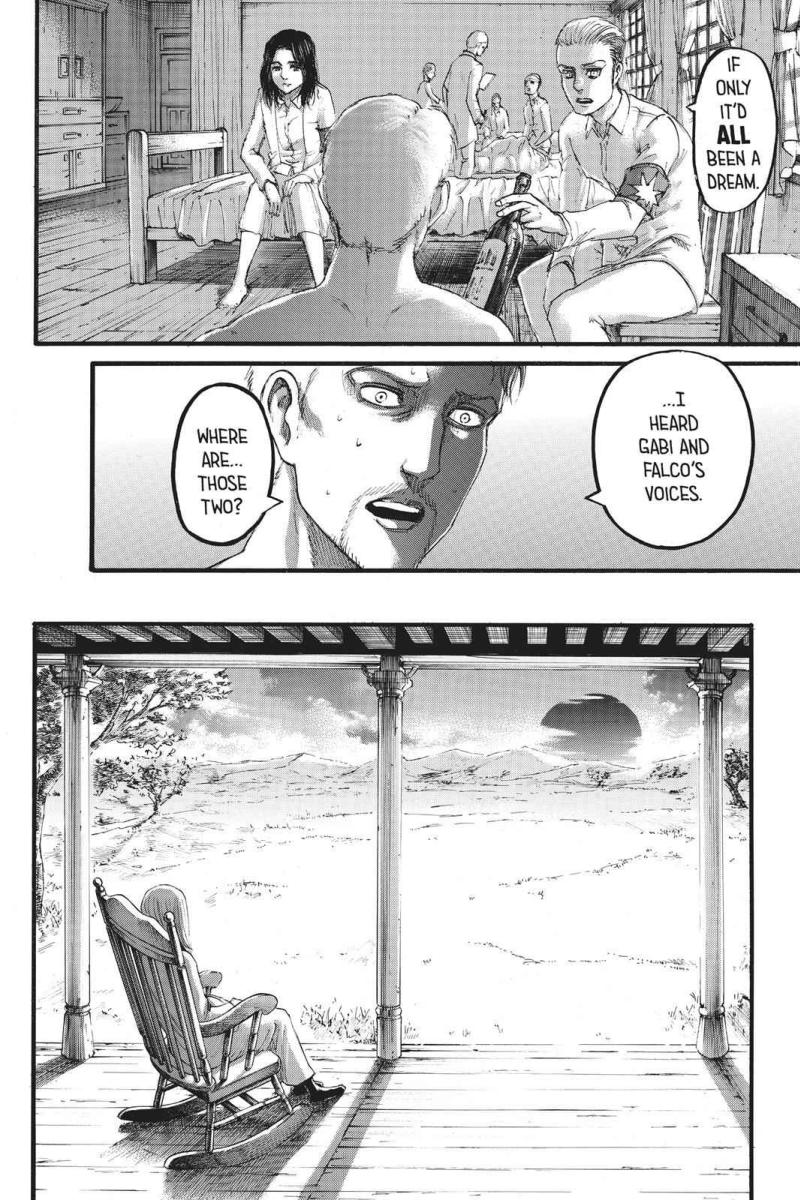 IF
ONLY
IT'D
ALL
BEEN A
DREAM.
...I
HEARD
GABI AND
FALCO'S
VOICES.
WHERE
ARE...
THOSE
TWO?